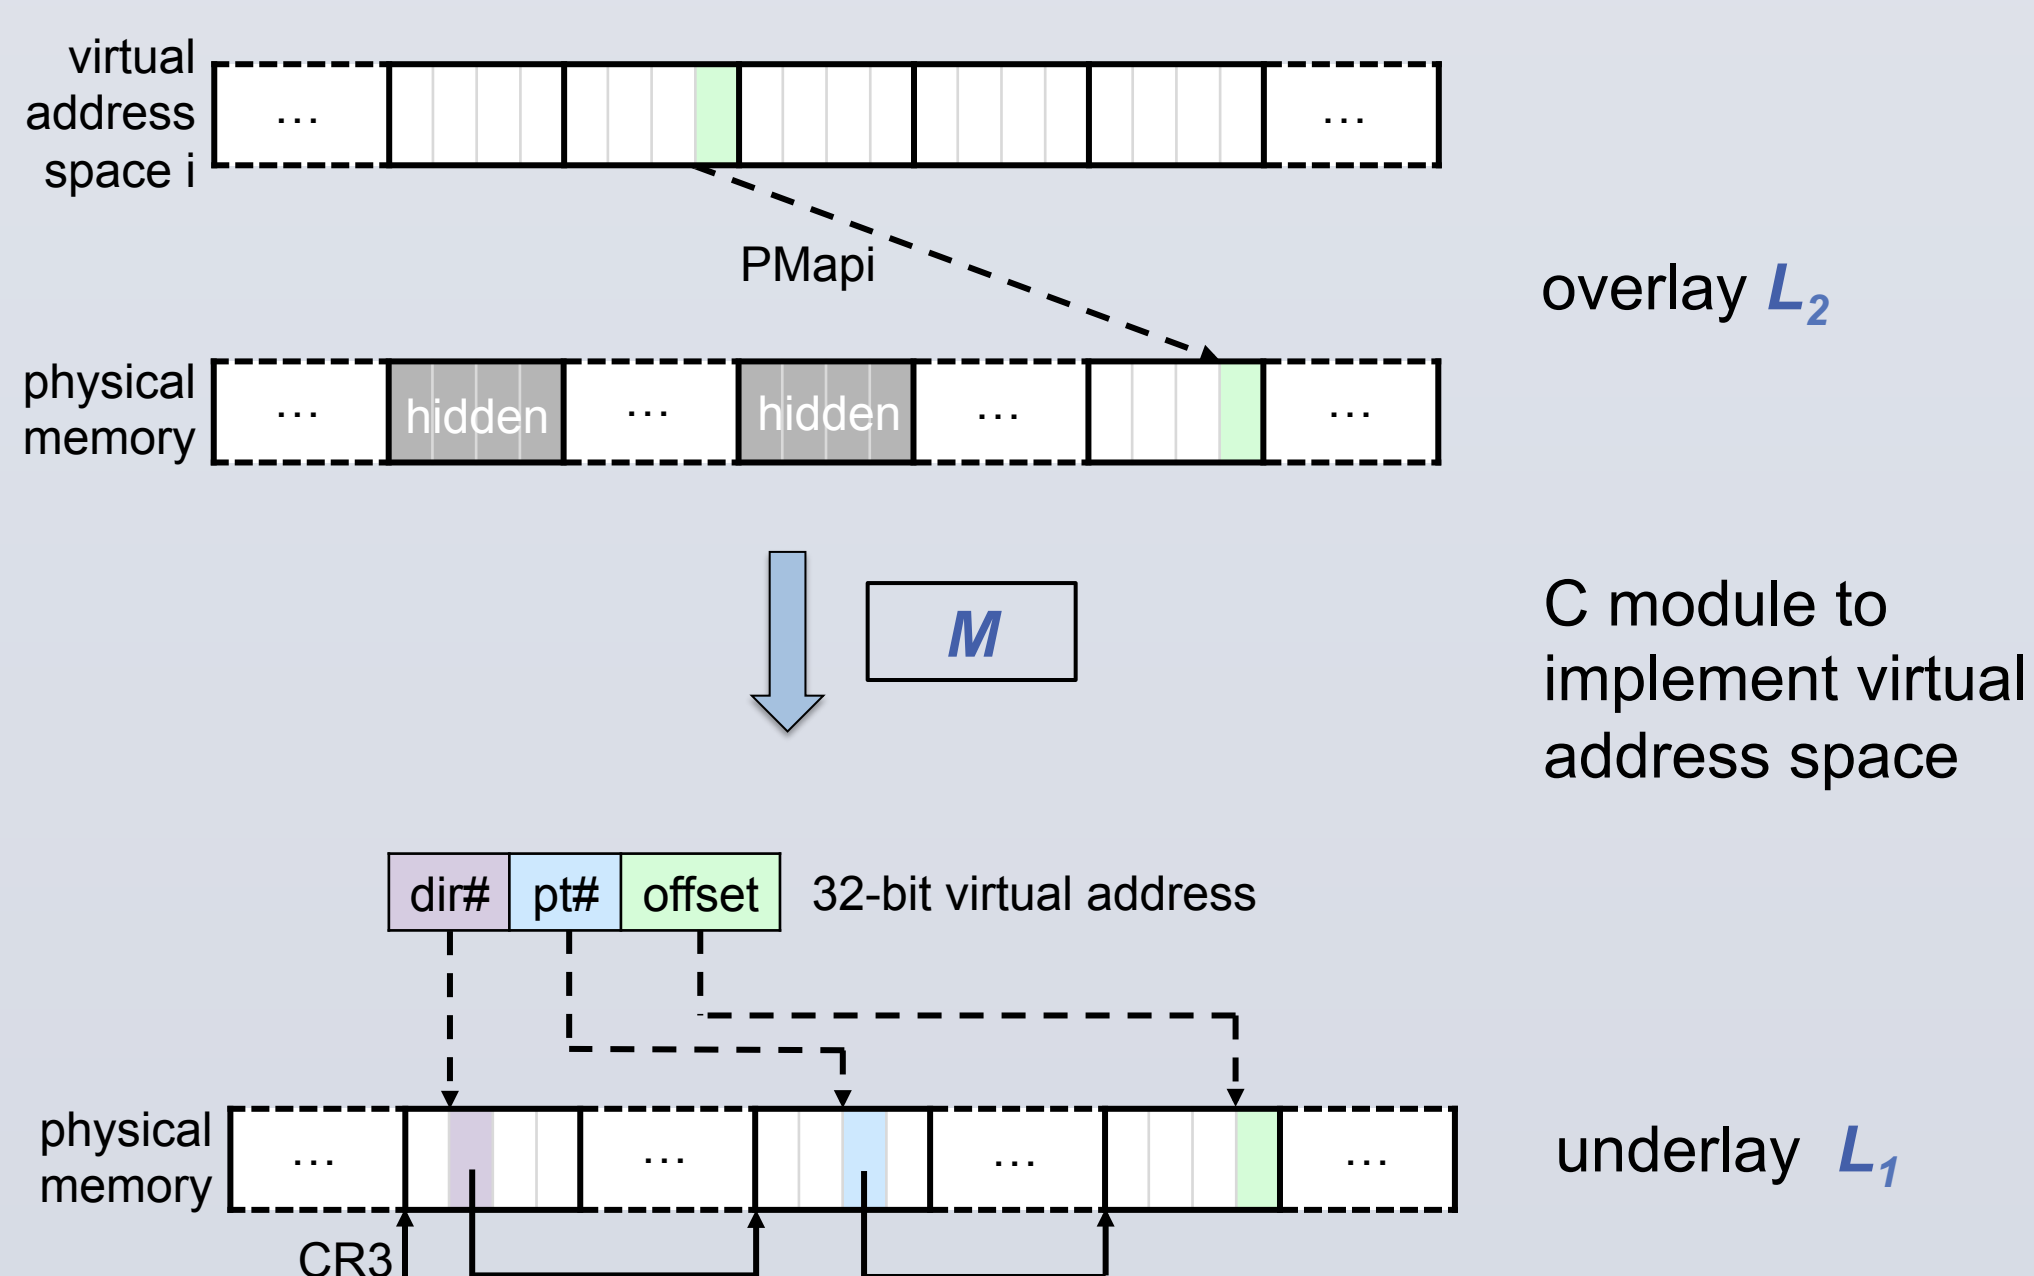 virtual
address
space i
...
...
PMapi
overlay L2
physical
memory
...
hidden
...
hidden
...
...
M
C module to
implement virtual
address space
dir# pt# offset 32-bit virtual address
physical
memory
...
...
...
...
underlay L1
CR3